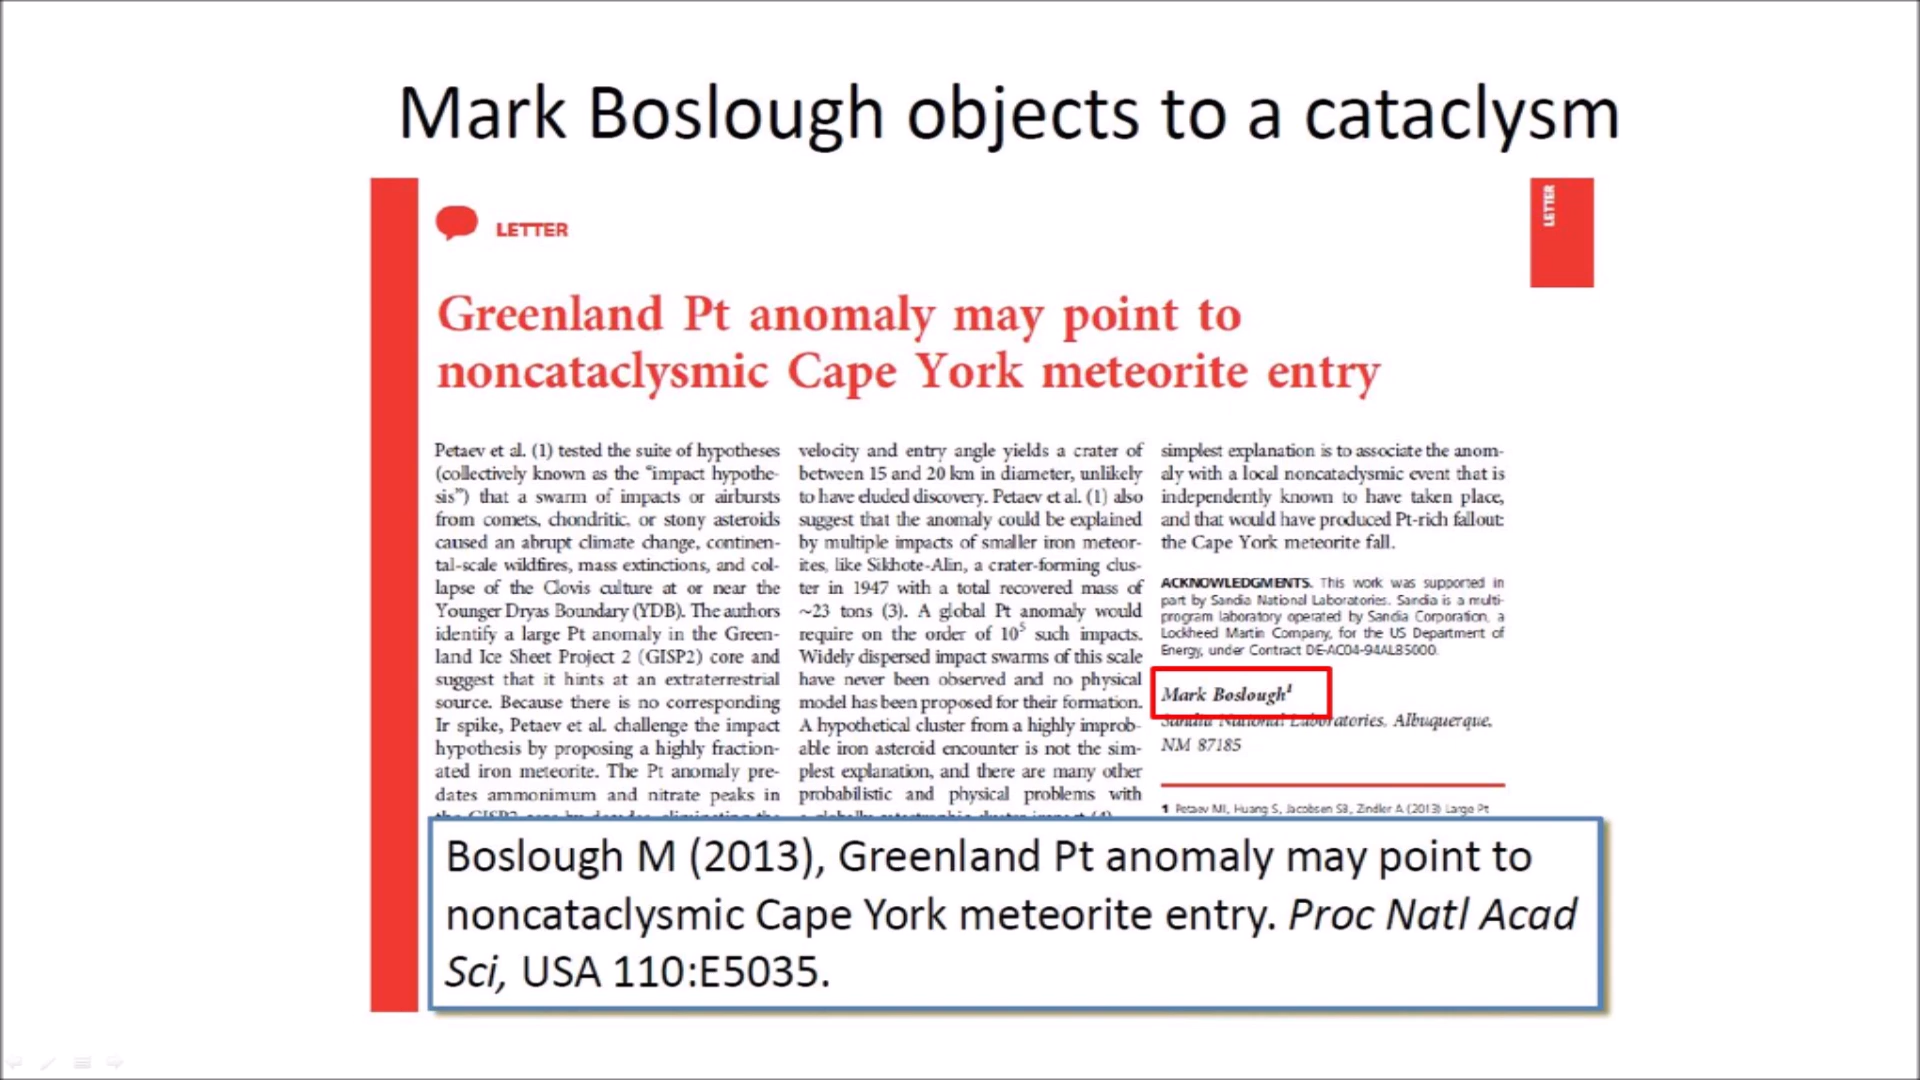 Mark Boslough objects to a cataclysm
LETTER
LETTER
Greenland Pt anomaly may point to
noncataclysmic Cape York meteorite entry
Petaev et al. (1) tested the suite of hypotheses
(collectively known as the “impact hypothe-
sis”) that a swarm of impacts or airbursts
from comets, chondritic, or stony asteroids
caused an abrupt climate change, continen-
tal-scale wildfires, mass extinctions, and col-
lapse of the Clovis culture at or near the
Younger Dryas Boundary (YDB). The authors
identify a large Pt anomaly in the Green-
land Ice Sheet Project 2 (GISP2) core and
suggest that it hints at an extraterrestrial
source. Because there is no corresponding
Ir spike, Petaev et al. challenge the impact
hypothesis by proposing a highly fraction-
ated iron meteorite. The Pt anomaly pre-
dates ammonimum and nitrate peaks in
velocity and entry angle yields a crater of
between 15 and 20 km in diameter, unlikely
to have eluded discovery. Petaev et al. (1) also
suggest that the anomaly could be explained
by multiple impacts of smaller iron meteor-
ites, like Sikhote-Alin, a crater-forming clus-
ter in 1947 with a total recovered mass of
~23 tons (3). A global Pt anomaly would
require on the order of 10⁵ such impacts.
Widely dispersed impact swarms of this scale
have never been observed and no physical
model has been proposed for their formation.
A hypothetical cluster from a highly improb-
able iron asteroid encounter is not the sim-
plest explanation, and there are many other
probabilistic and physical problems with
simplest explanation is to associate the anom-
aly with a local noncataclysmic event that is
independently known to have taken place,
and that would have produced Pt-rich fallout:
the Cape York meteorite fall.
ACKNOWLEDGMENTS. This work was supported in
part by Sandia National Laboratories. Sandia is a multi-
program laboratory operated by Sandia Corporation, a
Lockheed Martin Company, for the US Department of
Energy, under Contract DE-AC04-94AL85000.
Mark Boslough¹
Sandia National Laboratories, Albuquerque,
NM 87185
1 Petaev MI, Huang S, Jacobsen SB, Zindler A (2013) Large Pt
Boslough M (2013), Greenland Pt anomaly may point to
noncataclysmic Cape York meteorite entry. Proc Natl Acad
Sci, USA 110:E5035.